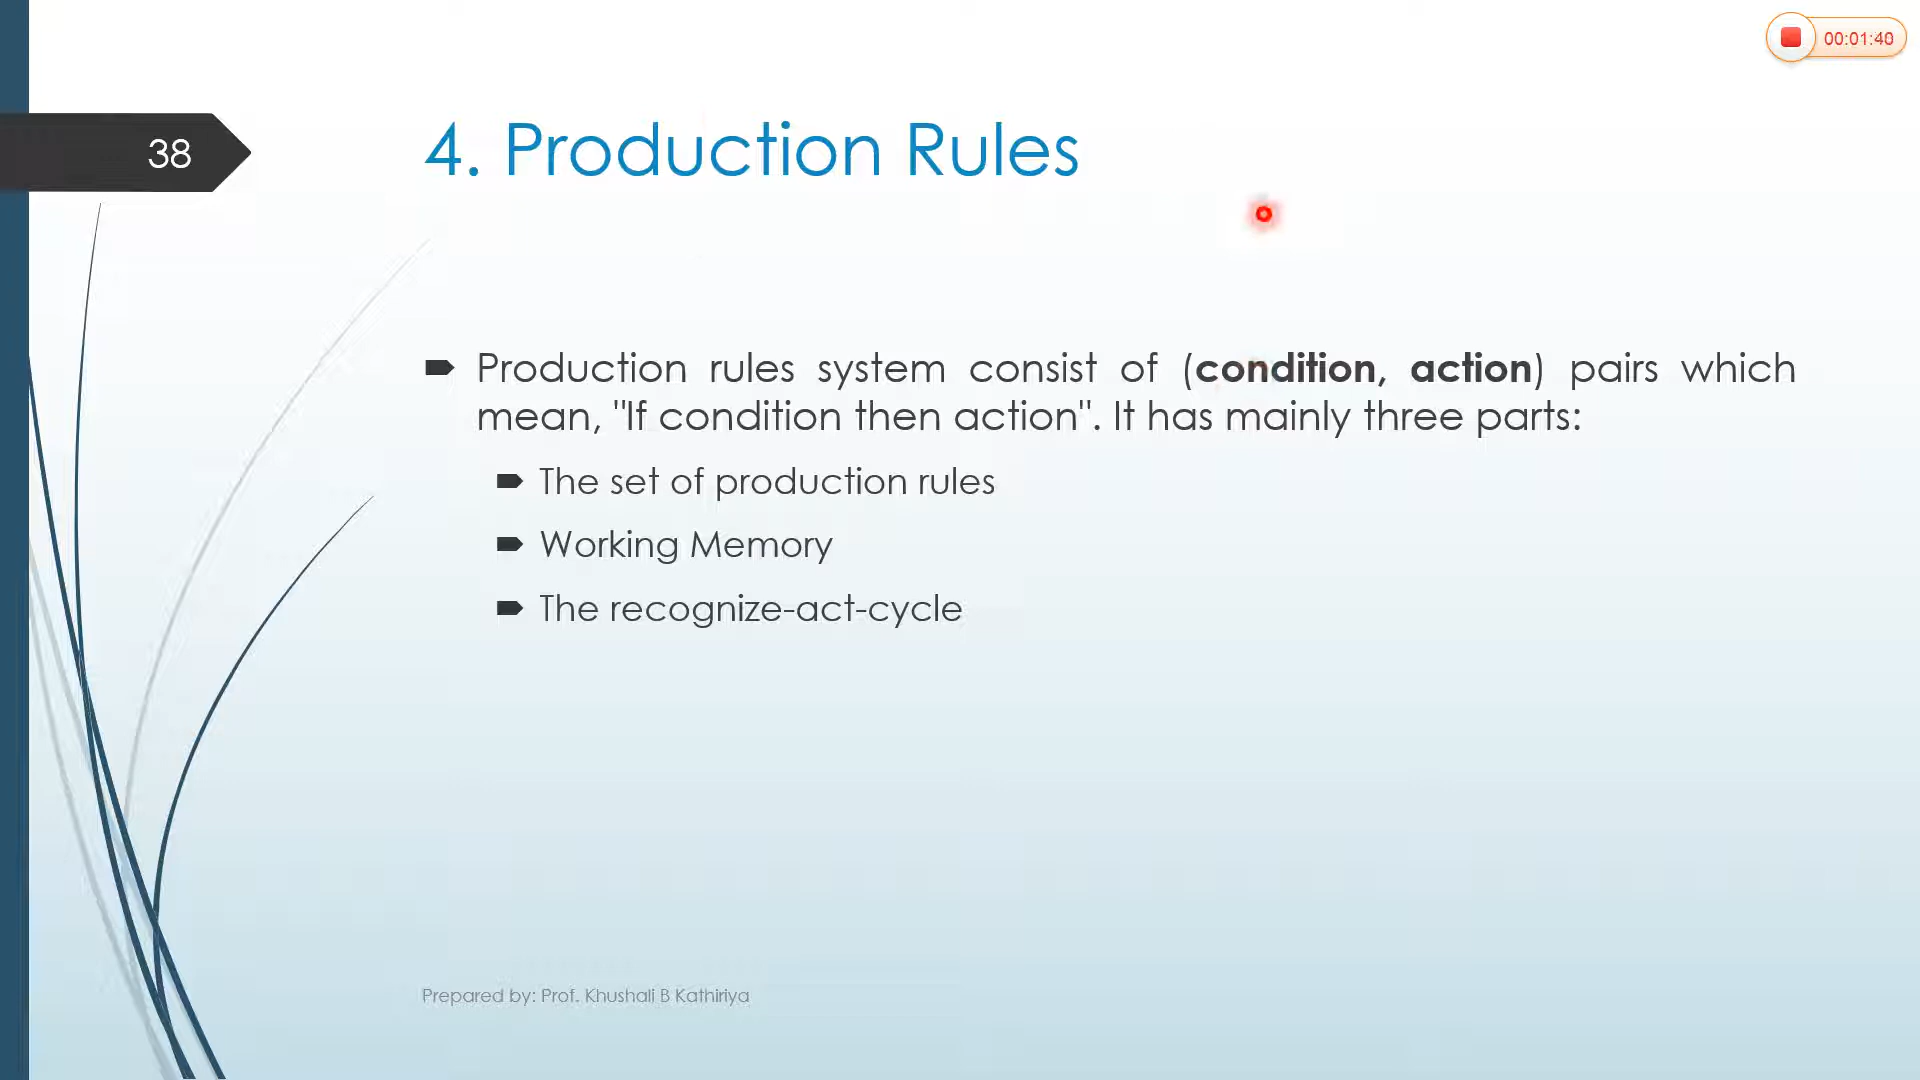 00:01:40
38
4. Production Rules
Production rules system consist of (condition, action) pairs which
mean, "If condition then action". It has mainly three parts:
The set of production rules
Working Memory
The recognize-act-cycle
Prepared by: Prof. Khushali B Kathiriya